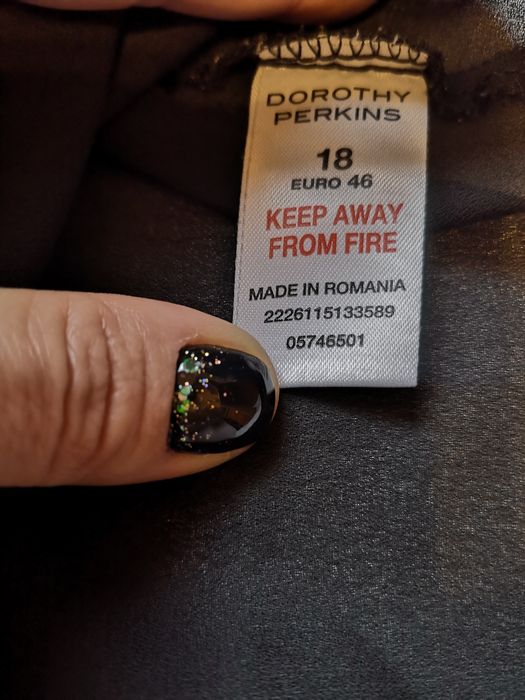 DOROTHY
PERKINS
18
EURO 46
KEEP AWAY
FROM FIRE
MADE IN ROMANIA
2226115133589
05746501